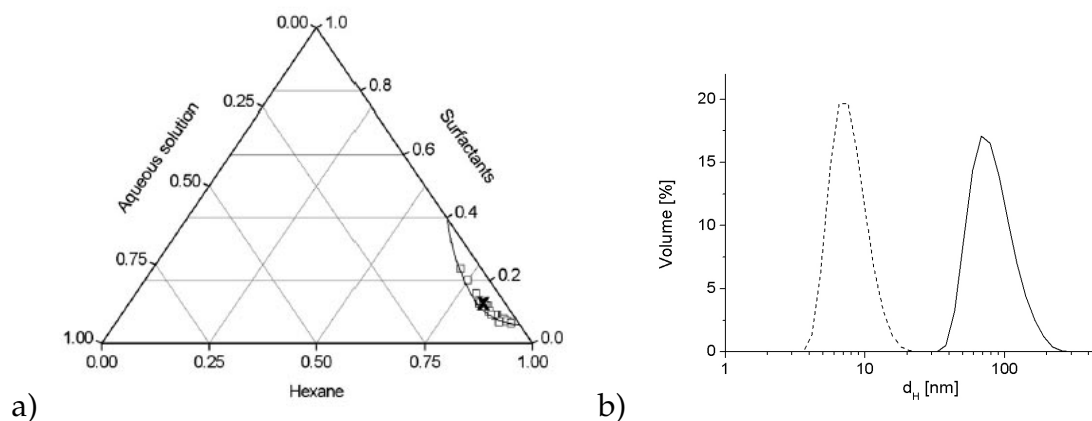 0.00 1.0
0.25 0.8
Aqueous solution
Surfactants
0.50 0.6
0.75 0.4
0.2
1.00 0.0
0.00 0.25 0.50 0.75 1.00
Hexane
a)
20
15
10
5
0
Volume [%]
1 10 100
d_H [nm]
b)